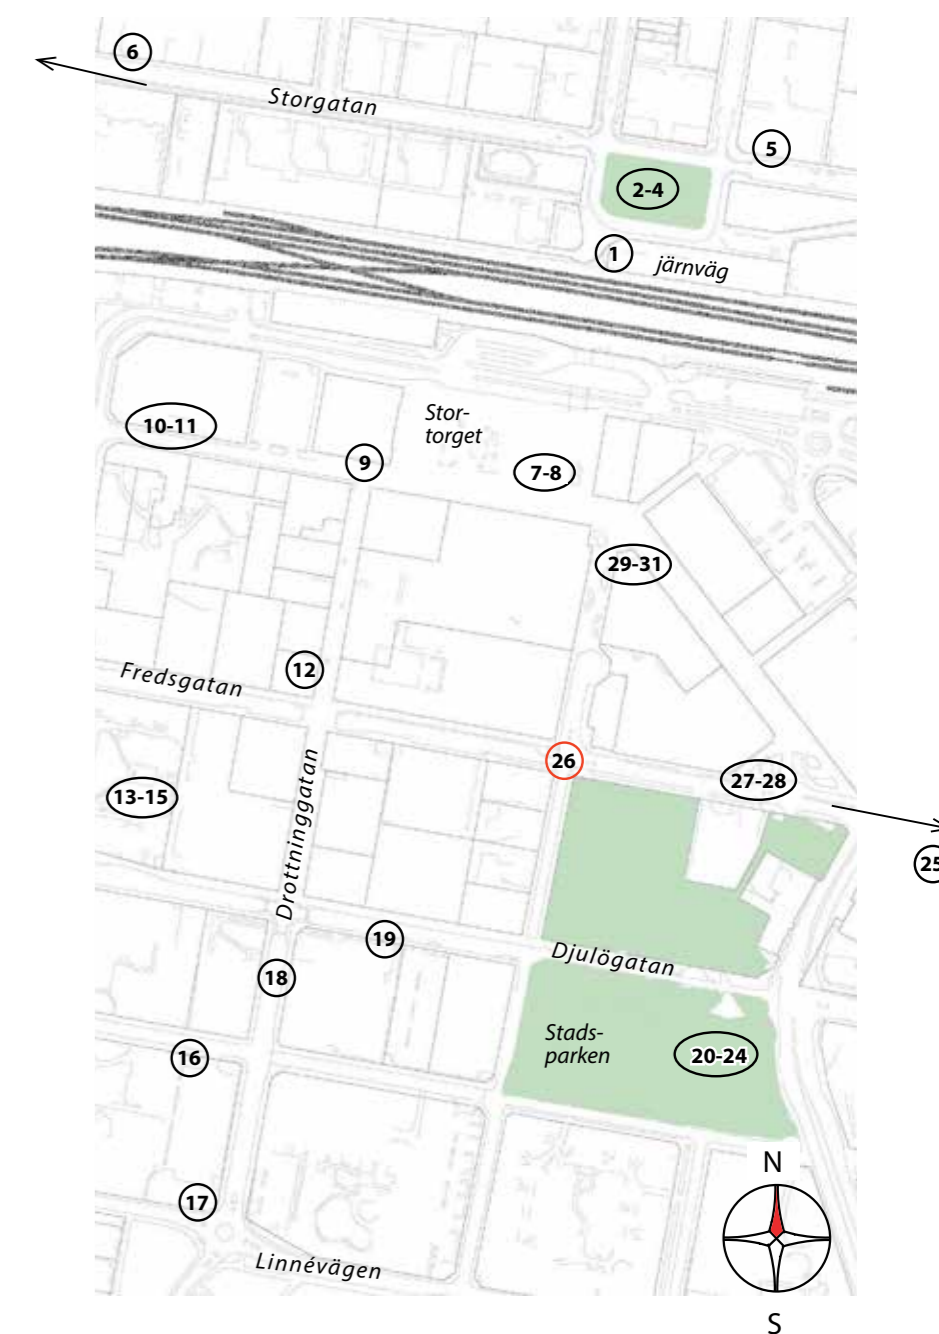 6
Storgatan
5
2-4
1
järnväg
Stor-
torget
10-11
9
7-8
29-31
12
Fredsgatan
26
27-28
13-15
Drottninggatan
25
19
Djulögatan
18
Stads-
parken
20-24
16
N
17
Linnévägen
S